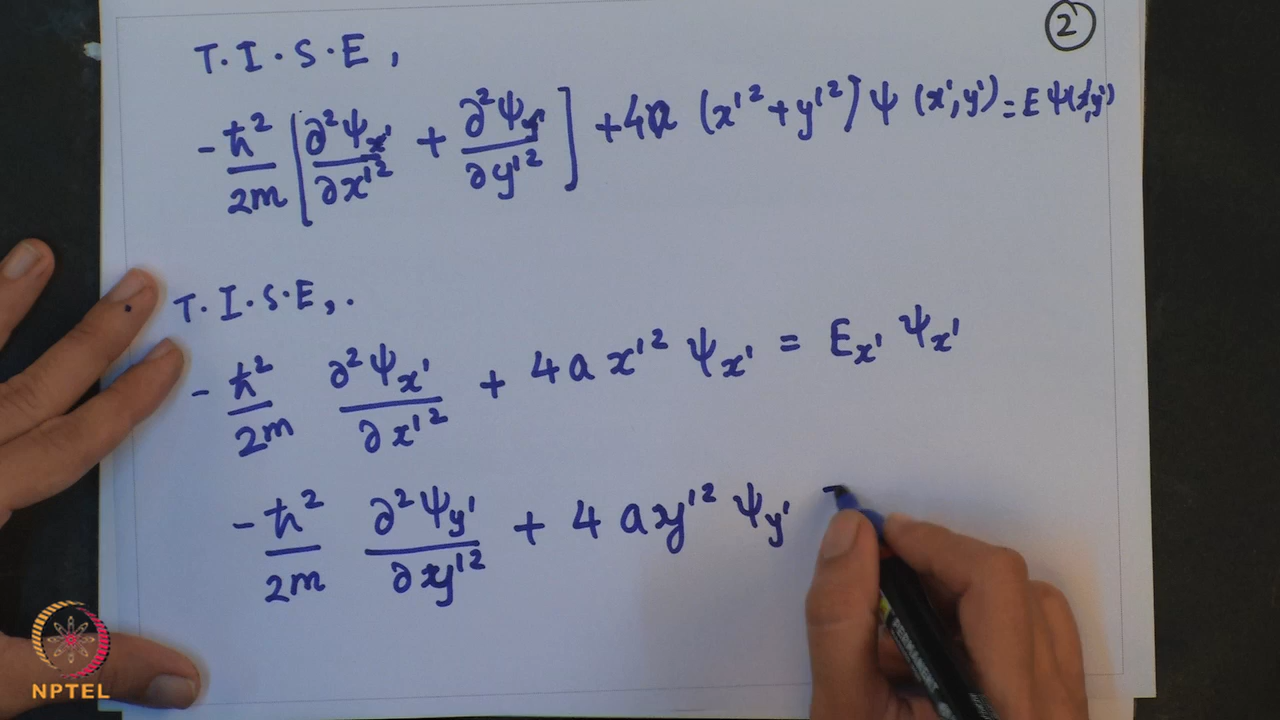 ②
T.I.S.E,
-ħ²/2m [∂²Ψx'/∂x'² + ∂²Ψy'/∂y'²] + 4a (x'² + y'²) Ψ (x', y') = E Ψ(x', y')
T.I.S.E, .
-ħ²/2m ∂²Ψx'/∂x'² + 4 a x'² Ψx' = Ex' Ψx'
-ħ²/2m ∂²Ψy'/∂y'² + 4 a y'² Ψy'
NPTEL